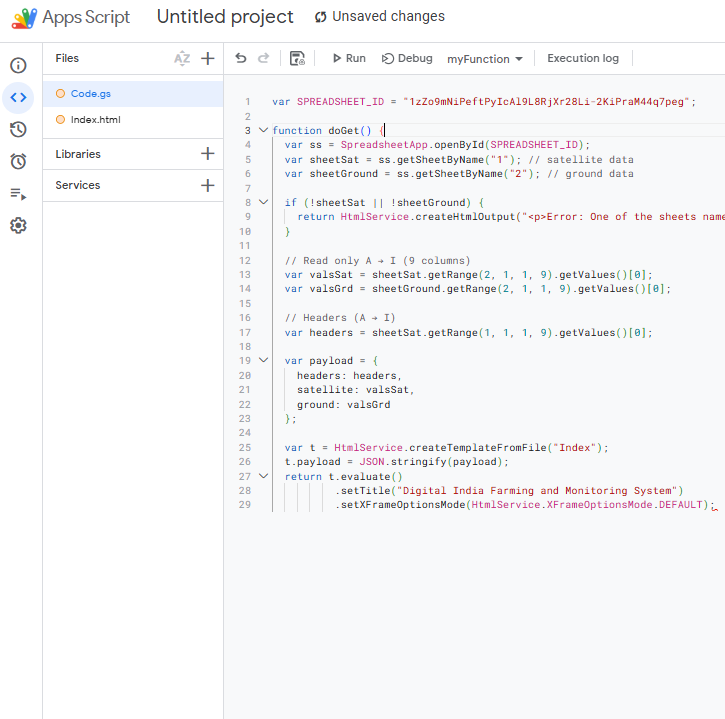 Apps Script Untitled project Unsaved changes
Files AZ Run Debug myFunction Execution log
Code.gs
Index.html
Libraries
Services
1 var SPREADSHEET_ID = "1zZo9mNiPeftPyIcAl9L8RjXr28Li-2KiPraM44q7peg";
2
3 function doGet() {
4 var ss = SpreadsheetApp.openById(SPREADSHEET_ID);
5 var sheetSat = ss.getSheetByName("1"); // satellite data
6 var sheetGround = ss.getSheetByName("2"); // ground data
7
8 if (!sheetSat || !sheetGround) {
9 return HtmlService.createHtmlOutput("<p>Error: One of the sheets name
10 }
11
12 // Read only A → I (9 columns)
13 var valsSat = sheetSat.getRange(2, 1, 1, 9).getValues()[0];
14 var valsGrd = sheetGround.getRange(2, 1, 1, 9).getValues()[0];
15
16 // Headers (A → I)
17 var headers = sheetSat.getRange(1, 1, 1, 9).getValues()[0];
18
19 var payload = {
20 headers: headers,
21 satellite: valsSat,
22 ground: valsGrd
23 };
24
25 var t = HtmlService.createTemplateFromFile("Index");
26 t.payload = JSON.stringify(payload);
27 return t.evaluate()
28 .setTitle("Digital India Farming and Monitoring System")
29 .setXFrameOptionsMode(HtmlService.XFrameOptionsMode.DEFAULT);